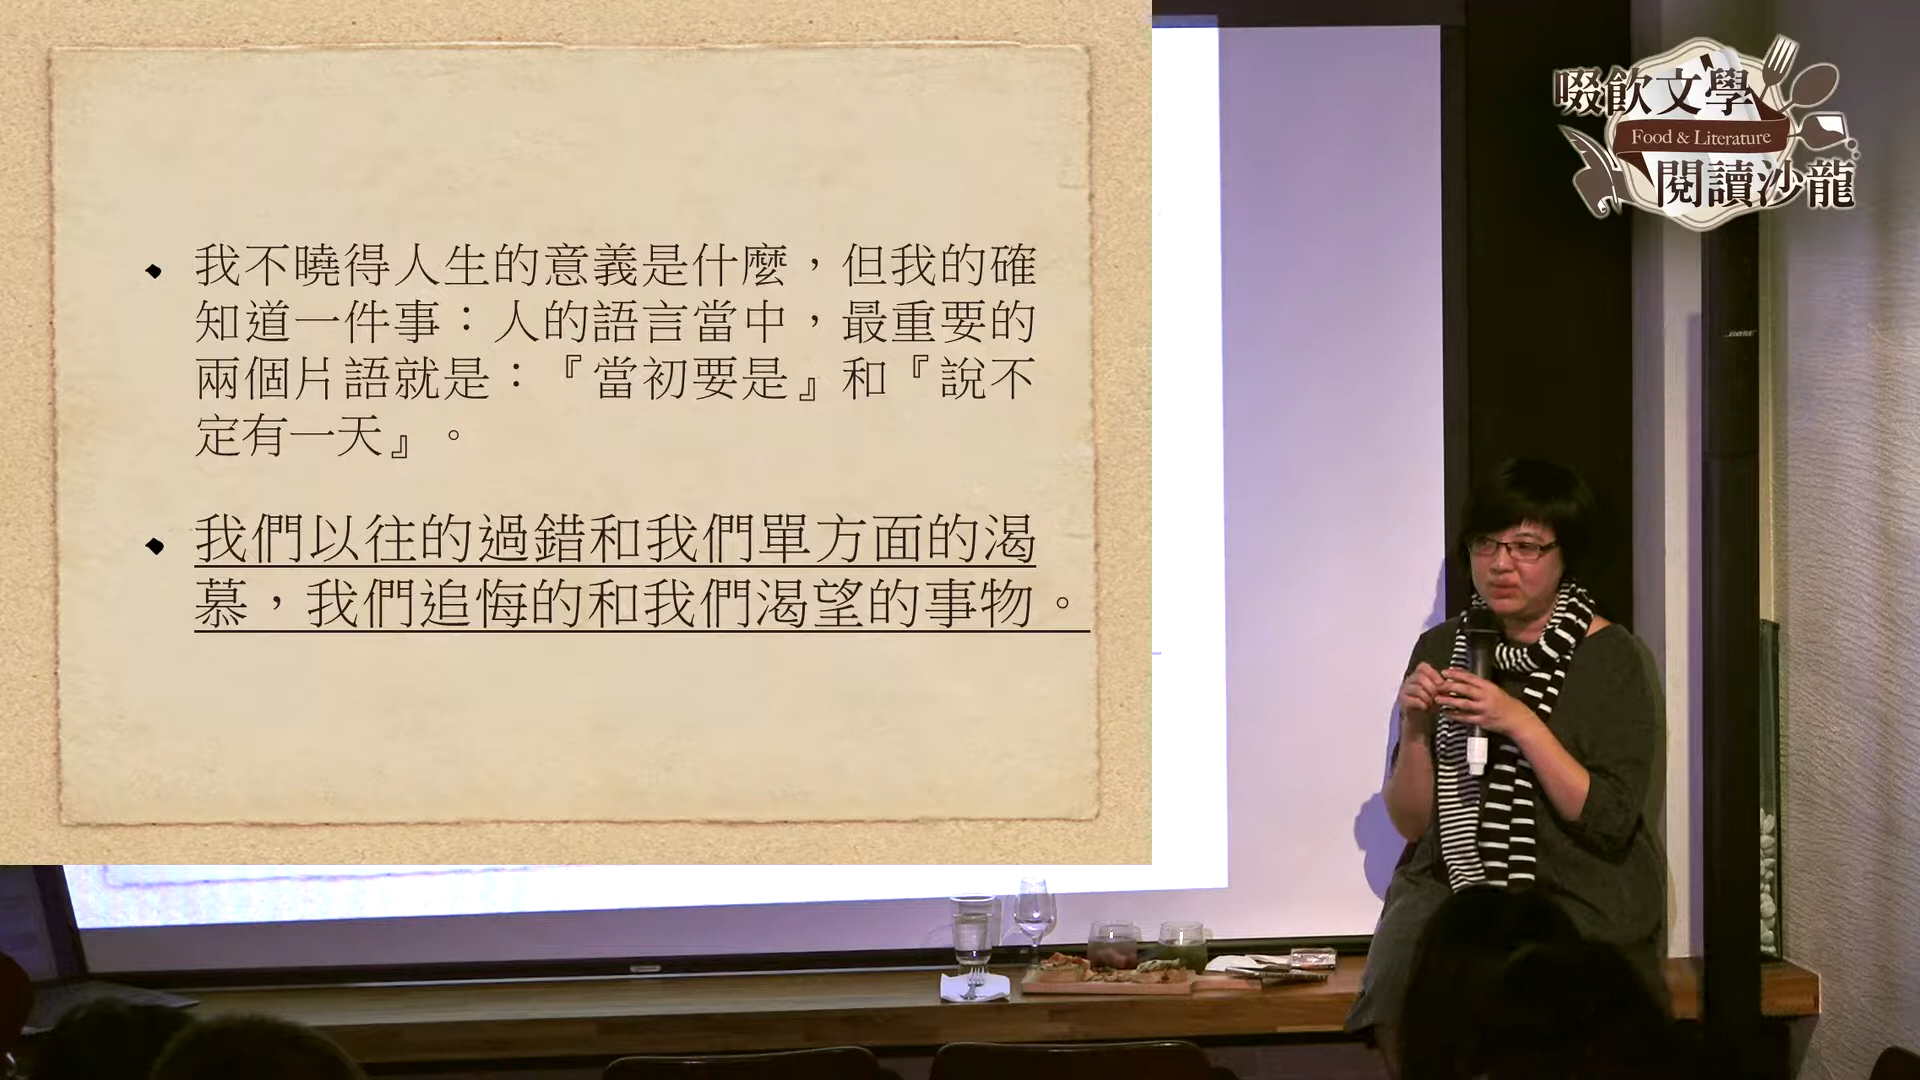 我不曉得人生的意義是什麼，但我的確
知道一件事：人的語言當中，最重要的
兩個片語就是：『當初要是』和『說不
定有一天』。
我們以往的過錯和我們單方面的渴
慕，我們追悔的和我們渴望的事物。
啜飲文學
Food & Literature
閱讀沙龍
BOSE